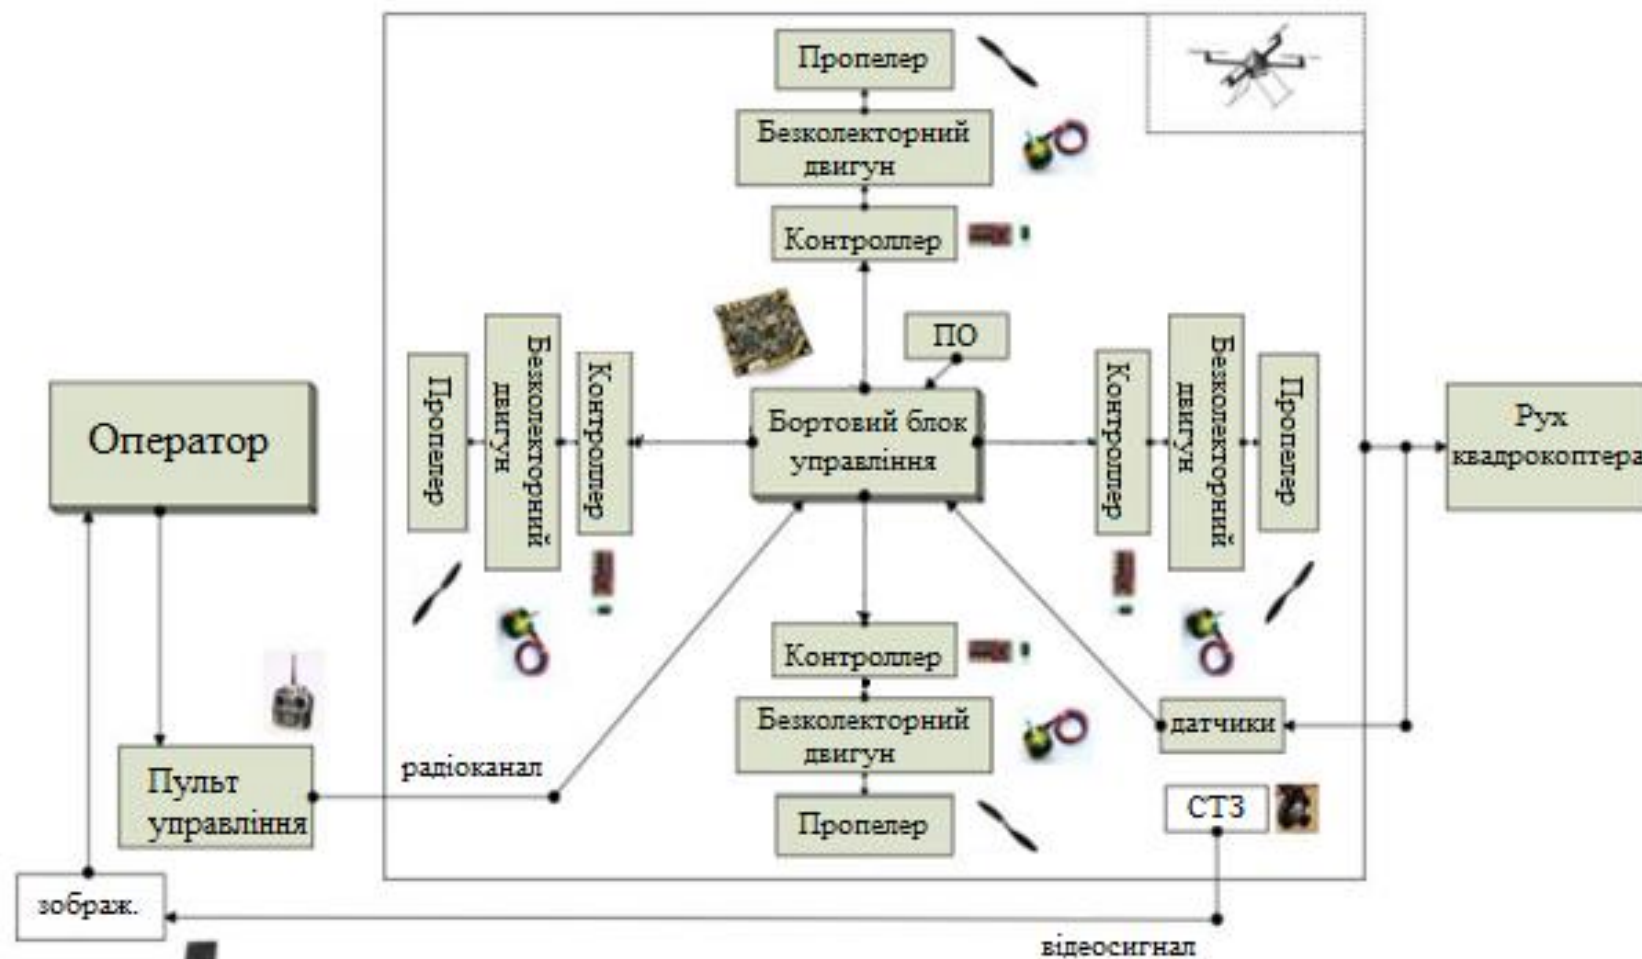 Пропелер
Безколекторний
двигун
Контроллер
ПО
Пропелер
Безколекторний
двигун
Контроллер
Бортовий блок
управління
Контроллер
Безколекторний
двигун
Пропелер
Оператор
Рух
квадрокоптера
Контроллер
Безколекторний
двигун
Пропелер
датчики
Пульт
управління
радіоканал
СТЗ
зображ.
відеосигнал